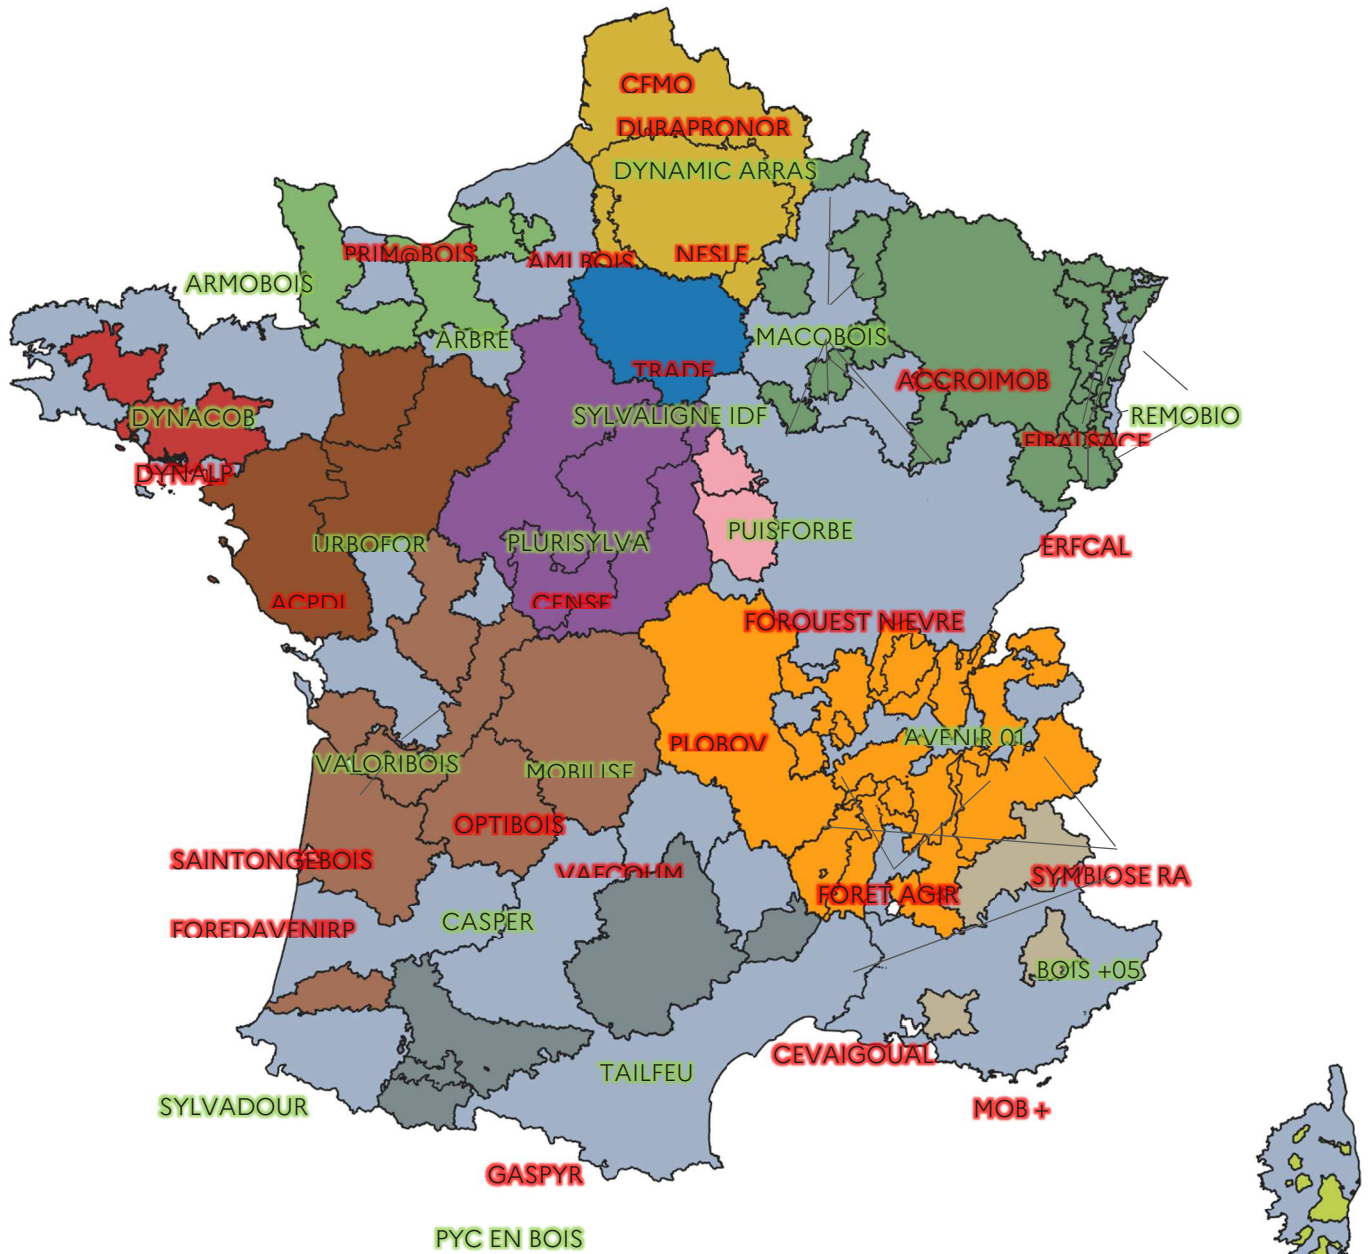 CFMO
DURAPRONOR
DYNAMIC ARRAS
PRIM@BOIS
AMI BOIS
NESLE
ARMOBOIS
ARBRE
MACOBOIS
TRADE
ACCROIMOB
DYNACOB
SYLVALIGNE IDF
REMOBIO
FIBALSACE
DYNALP
URBOFOR
PLURISYLVA
PUISFORBE
ERFCAL
ACPDL
CENSE
FOROUEST NIEVRE
PLOBOV
AVENIR 01
VALORIBOIS
MOBILISE
OPTIBOIS
SAINTONGEBOIS
SYMBIOSE RA
FORET AGIR
FOREDAVENIRP
CASPER
BOIS +05
CEVAIGOUAL
TAILFEU
SYLVADOUR
MOB +
GASPYR
PYC EN BOIS